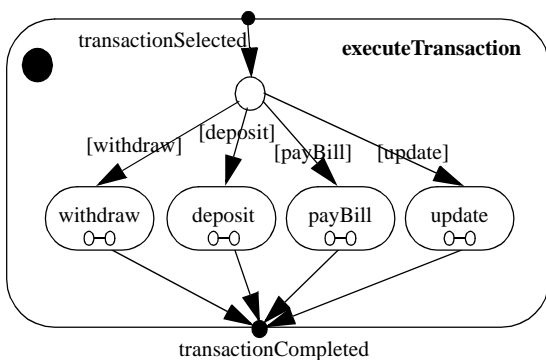 transactionSelected
executeTransaction
[withdraw]
[deposit]
[payBill]
[update]
withdraw
deposit
payBill
update
transactionCompleted